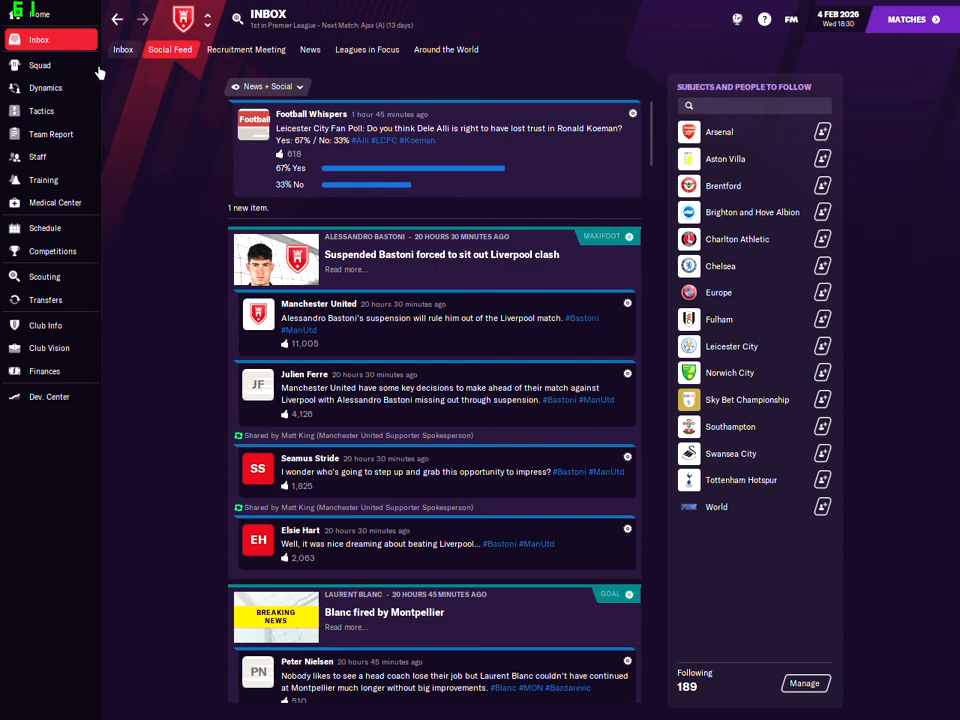 Home
INBOX
1st in Premier League - Next Match: Ajax (A) (13 days)
FM
4 FEB 2026
Wed 18:30
MATCHES
Inbox
Squad
Dynamics
Tactics
Team Report
Staff
Training
Medical Center
Schedule
Competitions
Scouting
Transfers
Club Info
Club Vision
Finances
Dev. Center
Inbox
Social Feed
Recruitment Meeting
News
Leagues in Focus
Around the World
News + Social
Football
Football Whispers 1 hour 45 minutes ago
Leicester City Fan Poll: Do you think Dele Alli is right to have lost trust in Ronald Koeman?
Yes: 67% / No: 33% #Alli #LCFC #Koeman
618
67% Yes
33% No
1 new item.
ALESSANDRO BASTONI - 20 HOURS 30 MINUTES AGO
MAXIFOOT
Suspended Bastoni forced to sit out Liverpool clash
Read more...
Manchester United 20 hours 30 minutes ago
Alessandro Bastoni's suspension will rule him out of the Liverpool match. #Bastoni
#ManUtd
11,005
JF
Julien Ferre 20 hours 30 minutes ago
Manchester United have some key decisions to make ahead of their match against
Liverpool with Alessandro Bastoni missing out through suspension. #Bastoni #ManUtd
4,126
Shared by Matt King (Manchester United Supporter Spokesperson)
SS
Seamus Stride 20 hours 30 minutes ago
I wonder who's going to step up and grab this opportunity to impress? #Bastoni #ManUtd
1,825
Shared by Matt King (Manchester United Supporter Spokesperson)
EH
Elsie Hart 20 hours 30 minutes ago
Well, it was nice dreaming about beating Liverpool... #Bastoni #ManUtd
2,063
LAURENT BLANC - 20 HOURS 45 MINUTES AGO
GOAL
BREAKING
NEWS
Blanc fired by Montpellier
Read more...
PN
Peter Nielsen 20 hours 45 minutes ago
Nobody likes to see a head coach lose their job but Laurent Blanc couldn't have continued
at Montpellier much longer without big improvements. #Blanc #MON #Bazdarevic
510
SUBJECTS AND PEOPLE TO FOLLOW
Arsenal
Aston Villa
Brentford
Brighton and Hove Albion
Charlton Athletic
Chelsea
Europe
Fulham
Leicester City
Norwich City
Sky Bet Championship
Southampton
Swansea City
Tottenham Hotspur
World
Following
189
Manage